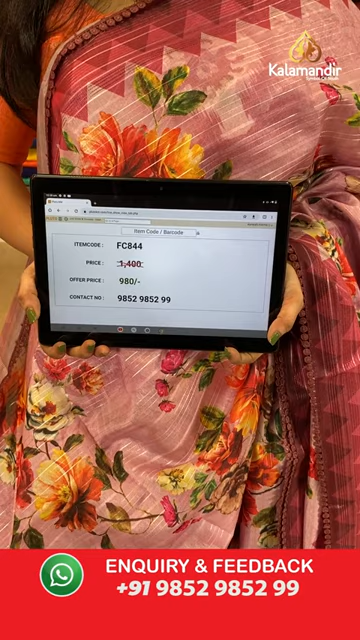 Kalamandir
Item Code / Barcode
ITEMCODE : FC844
PRICE : 1,400
OFFER PRICE : 980/-
CONTACT NO : 9852 9852 99
ENQUIRY & FEEDBACK
+91 9852 9852 99